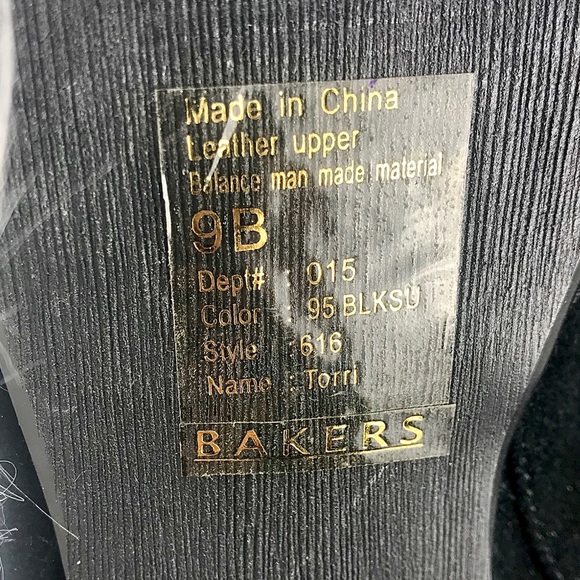 Made in China
Leather upper
Balance man made material
9B
Dept# : 015
Color : 95 BLKSU
Style : 616
Name : Torri
BAKERS